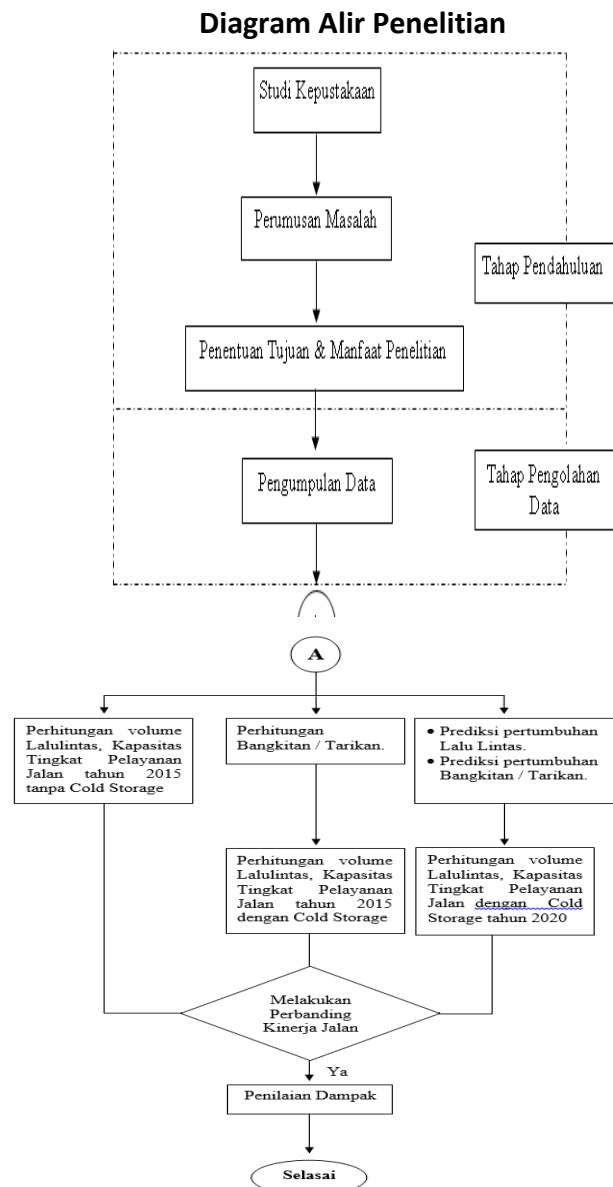 Diagram Alir Penelitian
Studi Kepustakaan
Perumusan Masalah
Tahap Pendahuluan
Penentuan Tujuan & Manfaat Penelitian
Pengumpulan Data
Tahap Pengolahan
Data
A
Perhitungan volume
Lalulintas, Kapasitas
Tingkat Pelayanan
Jalan tahun 2015
tanpa Cold Storage
Perhitungan
Bangkitan / Tarikan.
• Prediksi pertumbuhan
Lalu Lintas.
• Prediksi pertumbuhan
Bangkitan / Tarikan.
Perhitungan volume
Lalulintas, Kapasitas
Tingkat Pelayanan
Jalan tahun 2015
dengan Cold Storage
Perhitungan volume
Lalulintas, Kapasitas
Tingkat Pelayanan
Jalan dengan Cold
Storage tahun 2020
Melakukan
Perbanding
Kinerja Jalan
Ya
Penilaian Dampak
Selasai